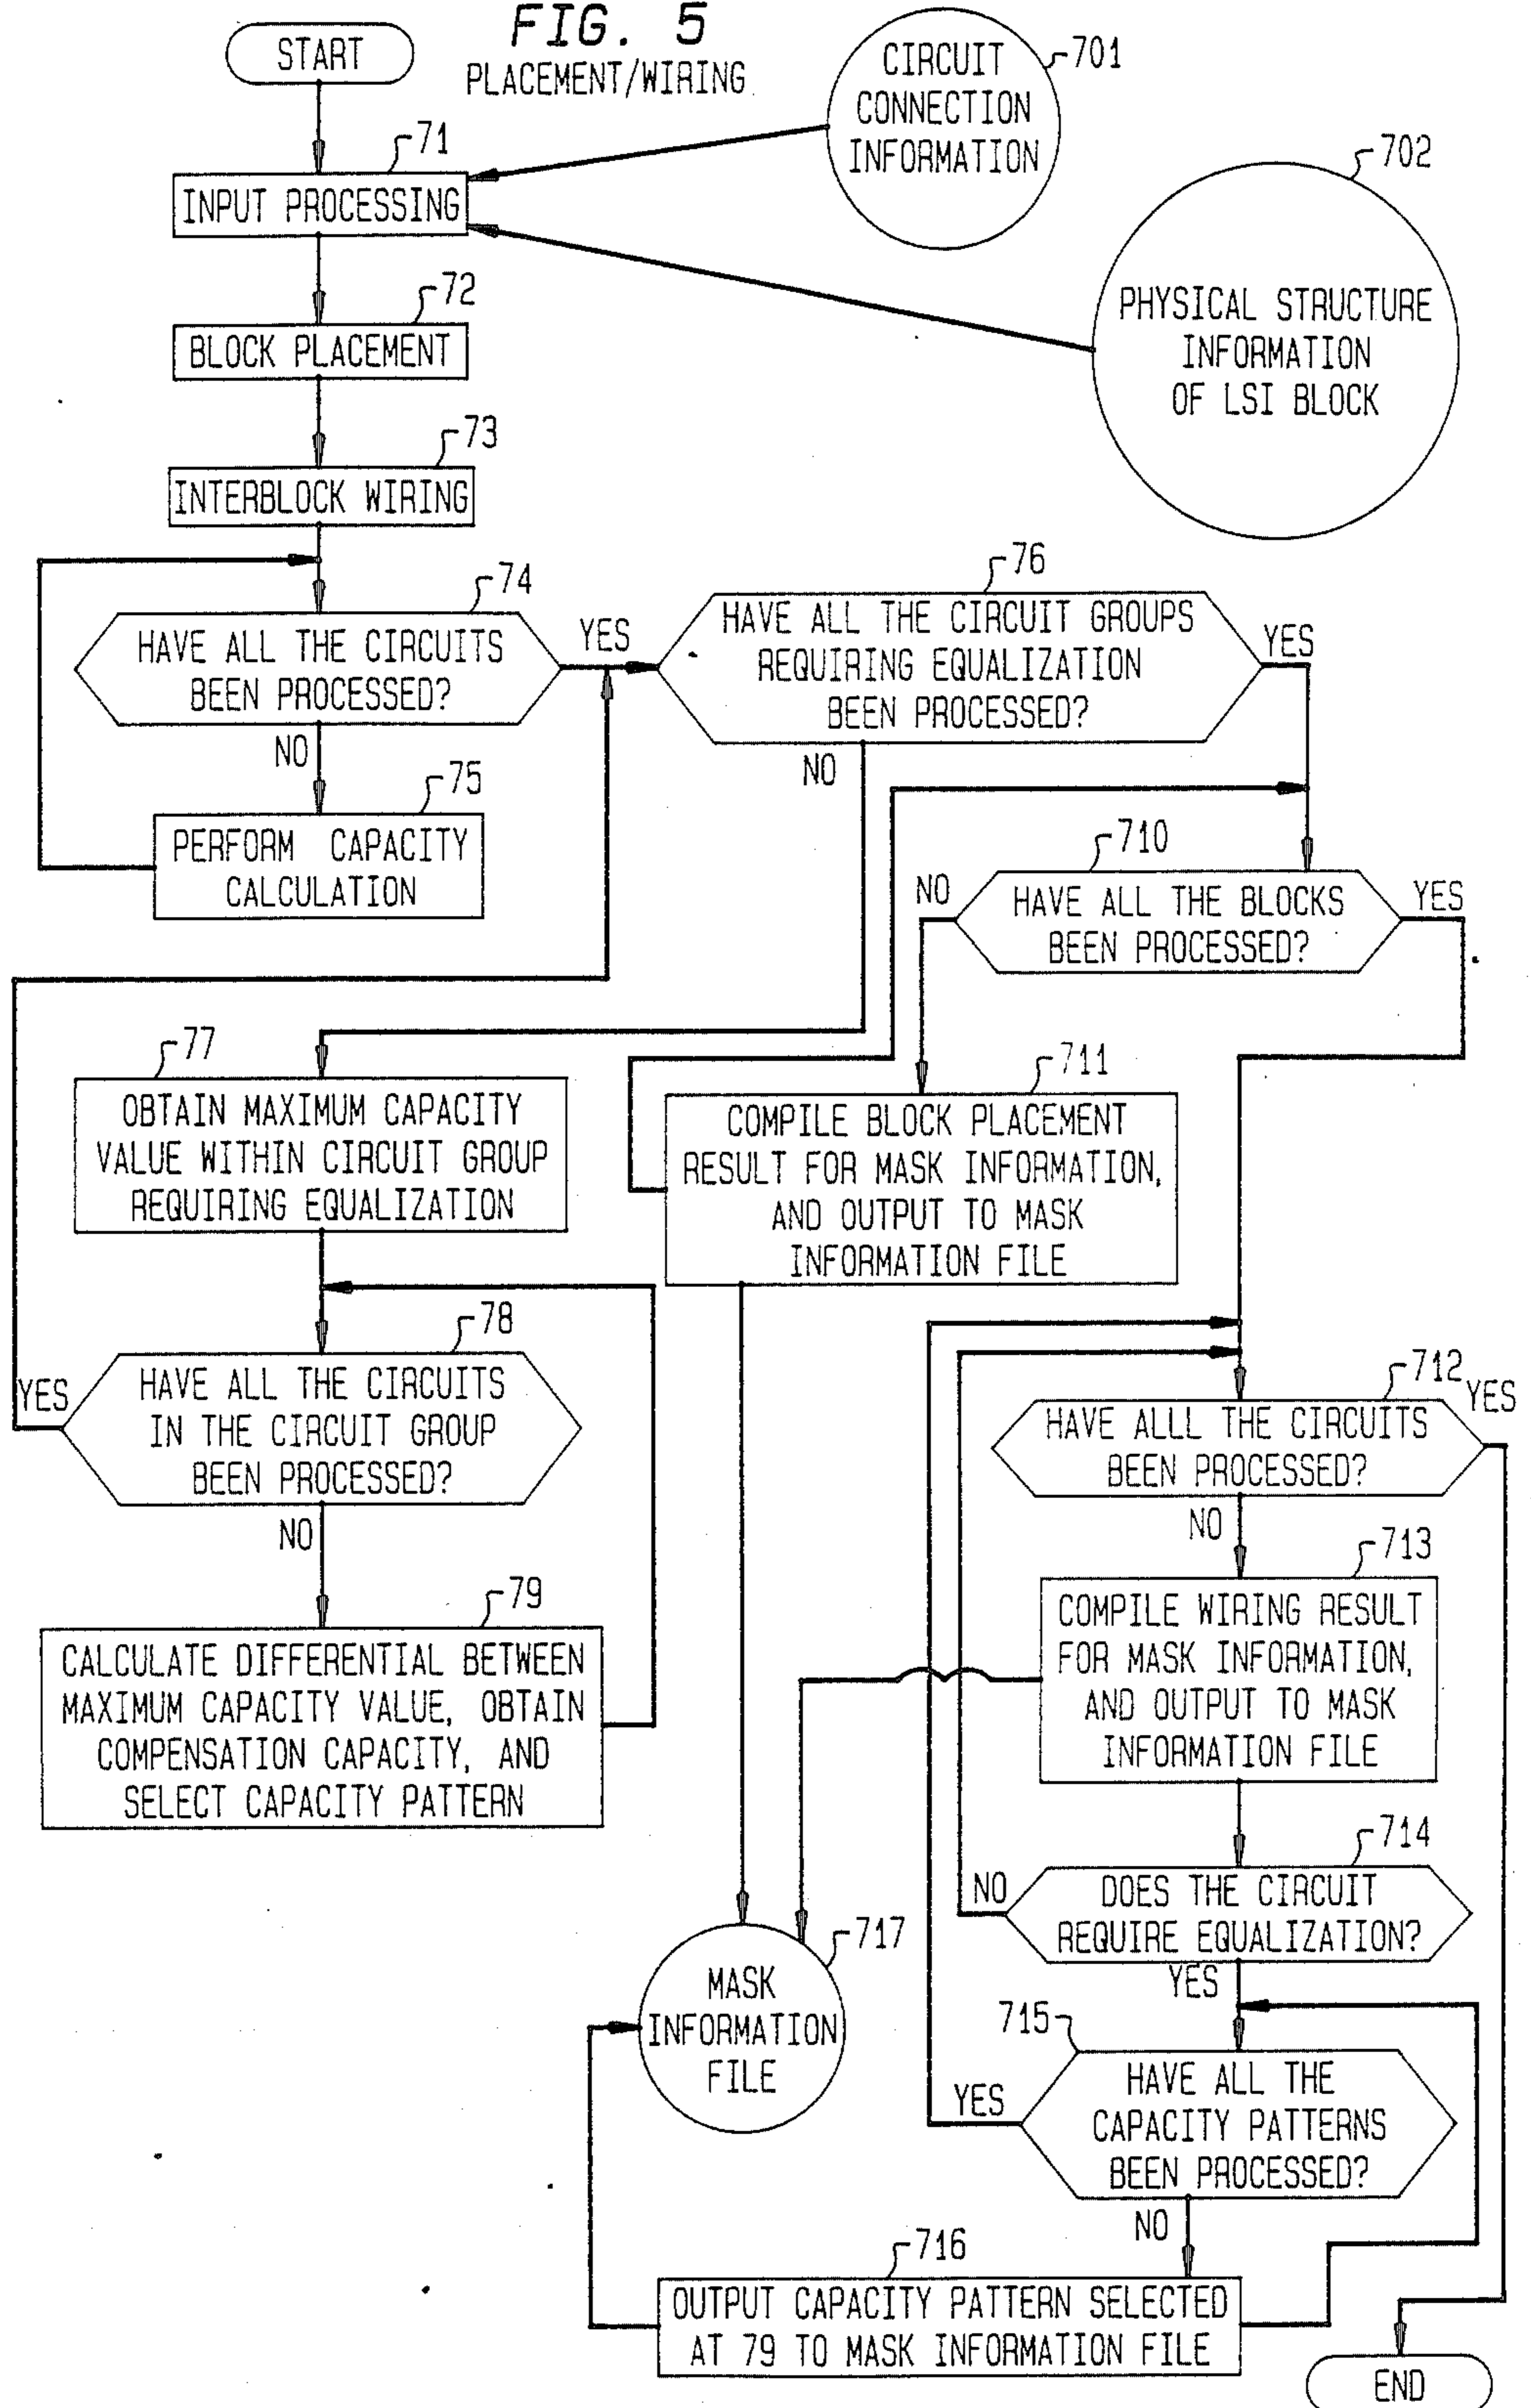 FIG. 5
PLACEMENT/WIRING
START
CIRCUIT
CONNECTION
INFORMATION
701
71
INPUT PROCESSING
702
PHYSICAL STRUCTURE
INFORMATION
OF LSI BLOCK
72
BLOCK PLACEMENT
73
INTERBLOCK WIRING
74
HAVE ALL THE CIRCUITS
BEEN PROCESSED?
YES
NO
75
PERFORM CAPACITY
CALCULATION
76
HAVE ALL THE CIRCUIT GROUPS
REQUIRING EQUALIZATION
BEEN PROCESSED?
YES
NO
710
HAVE ALL THE BLOCKS
BEEN PROCESSED?
NO
YES
77
OBTAIN MAXIMUM CAPACITY
VALUE WITHIN CIRCUIT GROUP
REQUIRING EQUALIZATION
711
COMPILE BLOCK PLACEMENT
RESULT FOR MASK INFORMATION,
AND OUTPUT TO MASK
INFORMATION FILE
78
HAVE ALL THE CIRCUITS
IN THE CIRCUIT GROUP
BEEN PROCESSED?
YES
NO
712
HAVE ALLL THE CIRCUITS
BEEN PROCESSED?
YES
NO
79
CALCULATE DIFFERENTIAL BETWEEN
MAXIMUM CAPACITY VALUE, OBTAIN
COMPENSATION CAPACITY, AND
SELECT CAPACITY PATTERN
713
COMPILE WIRING RESULT
FOR MASK INFORMATION,
AND OUTPUT TO MASK
INFORMATION FILE
714
DOES THE CIRCUIT
REQUIRE EQUALIZATION?
NO
YES
717
MASK
INFORMATION
FILE
715
HAVE ALL THE
CAPACITY PATTERNS
BEEN PROCESSED?
YES
NO
716
OUTPUT CAPACITY PATTERN SELECTED
AT 79 TO MASK INFORMATION FILE
END